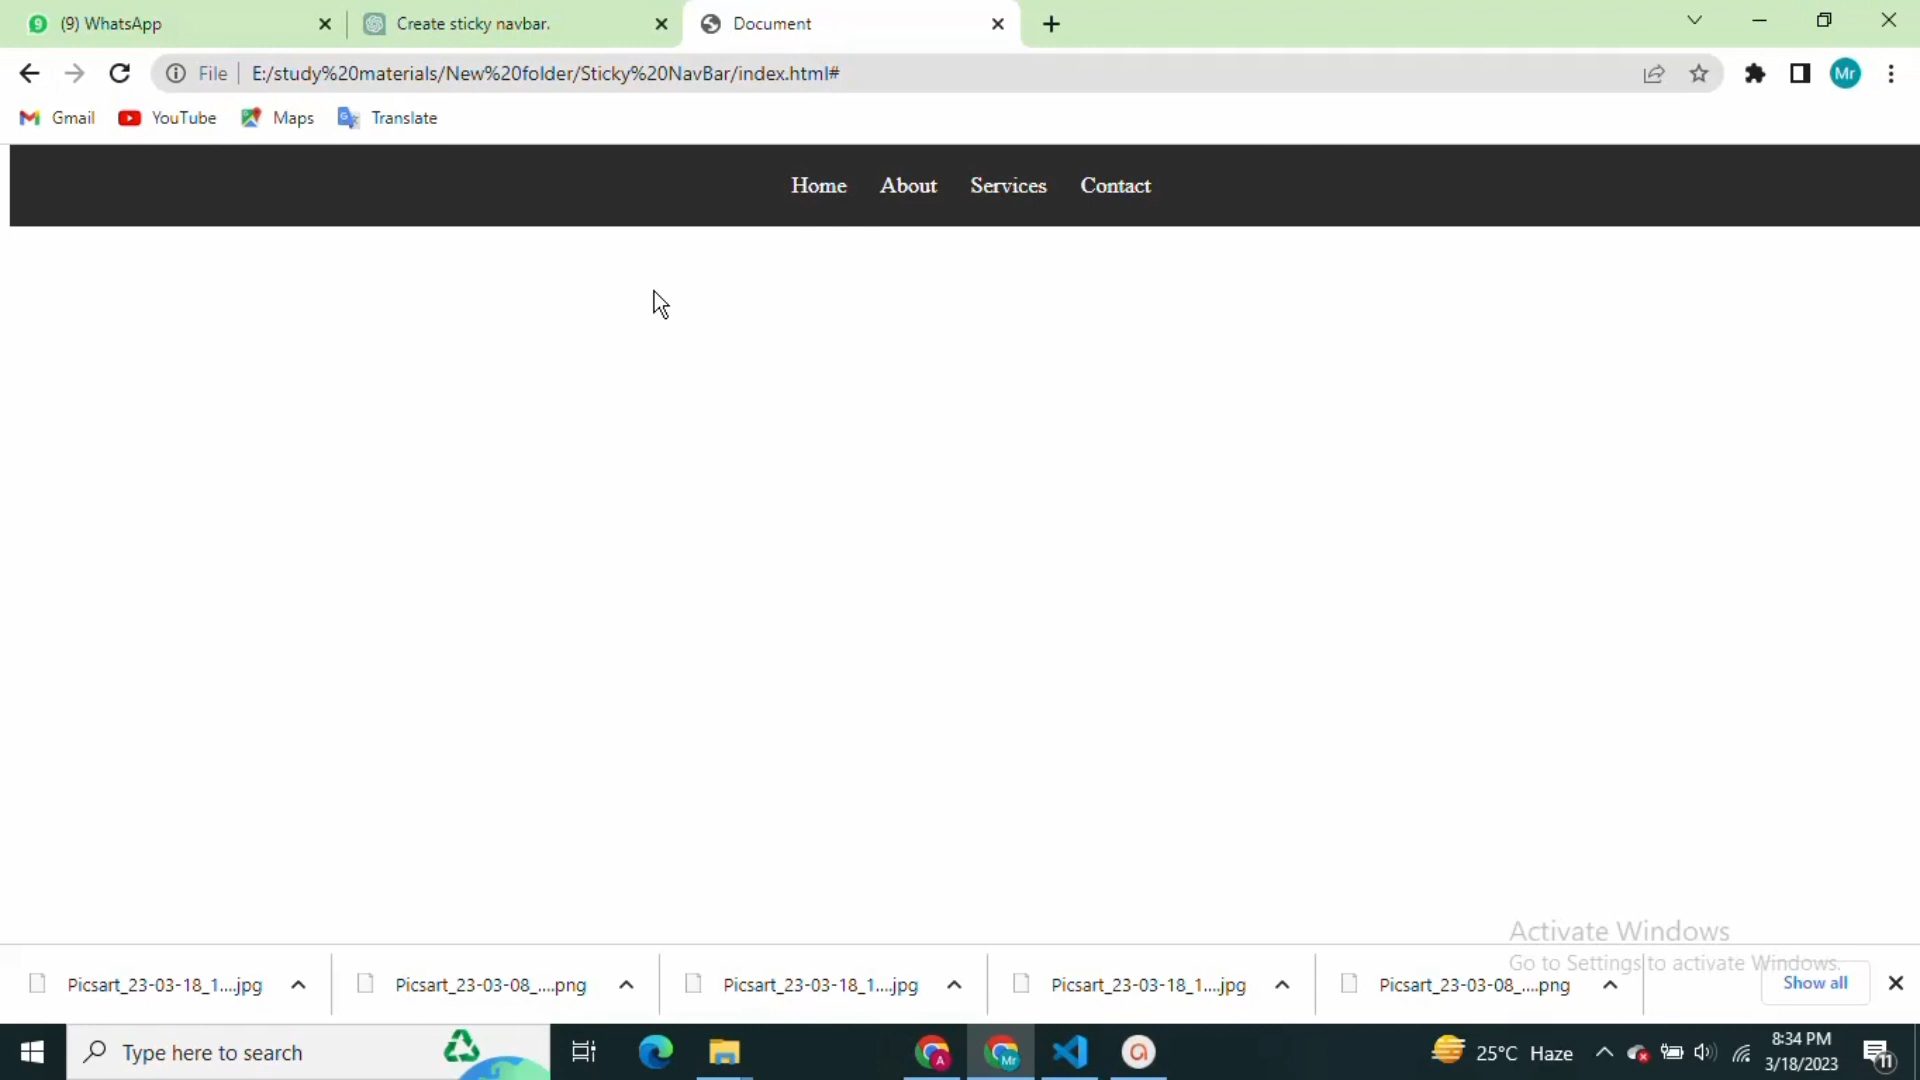 (9) WhatsApp
Create sticky navbar.
Document
File
E:/study%20materials/New%20folder/Sticky%20NavBar/index.html#
Mr
Gmail
YouTube
Maps
Translate
Home About Services Contact
Activate Windows
Go to Settings to activate Windows.
Picsart_23-03-18_1....jpg
Picsart_23-03-08_....png
Picsart_23-03-18_1....jpg
Picsart_23-03-18_1....jpg
Picsart_23-03-08_....png
Show all
Type here to search
A
Mr
25°C Haze
8:34 PM
3/18/2023
11